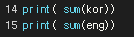 14 print( sum(kor))
15 print( sum(eng))